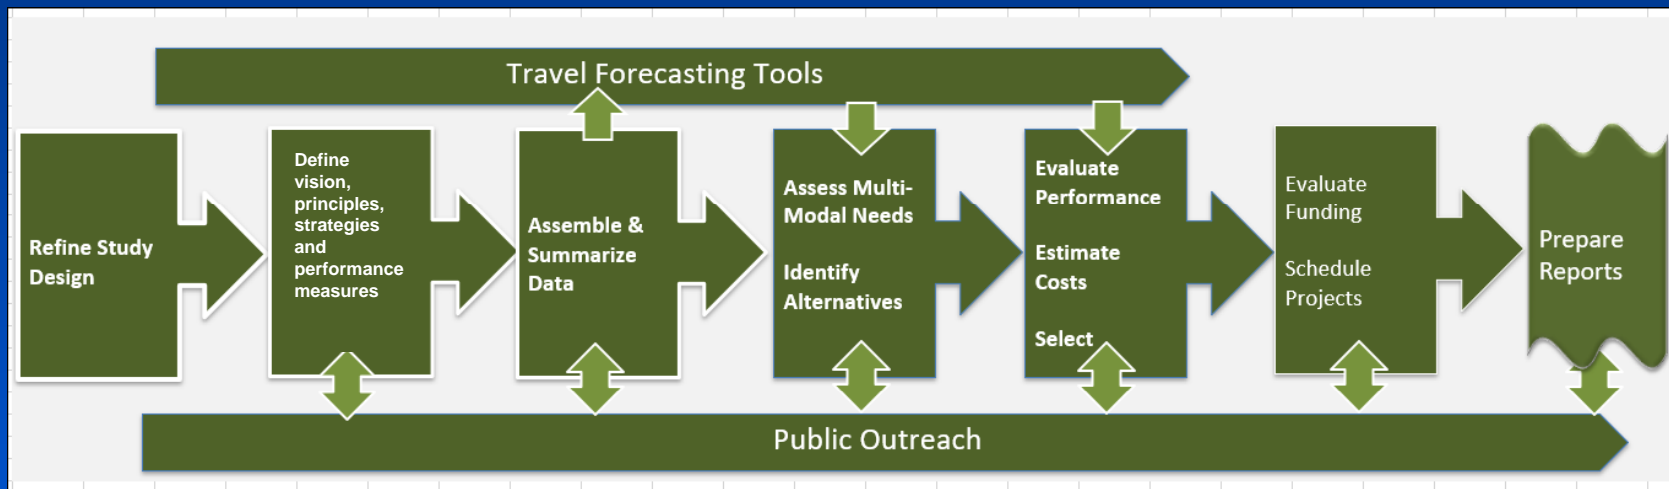 Travel Forecasting Tools
Refine Study
Design
Define
vision,
principles,
strategies
and
performance
measures
Assemble &
Summarize
Data
Assess Multi-
Modal Needs
Identify
Alternatives
Evaluate
Performance
Estimate
Costs
Select
Evaluate
Funding
Schedule
Projects
Prepare
Reports
Public Outreach